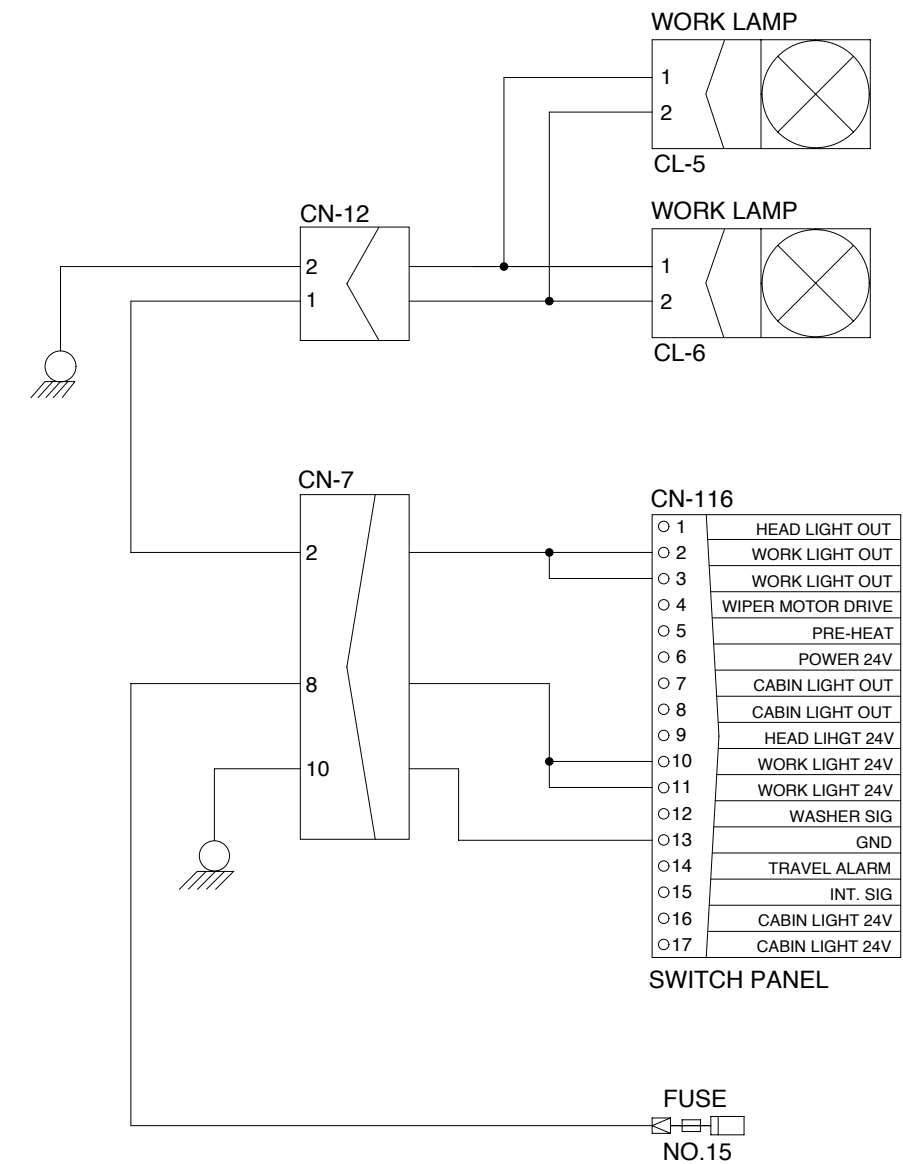 WORK LAMP
1
2
CL-5
WORK LAMP
1
2
CL-6
CN-12
2
1
CN-7
2
8
10
CN-116
1 HEAD LIGHT OUT
2 WORK LIGHT OUT
3 WORK LIGHT OUT
4 WIPER MOTOR DRIVE
5 PRE-HEAT
6 POWER 24V
7 CABIN LIGHT OUT
8 CABIN LIGHT OUT
9 HEAD LIHGT 24V
10 WORK LIGHT 24V
11 WORK LIGHT 24V
12 WASHER SIG
13 GND
14 TRAVEL ALARM
15 INT. SIG
16 CABIN LIGHT 24V
17 CABIN LIGHT 24V
SWITCH PANEL
FUSE
NO.15